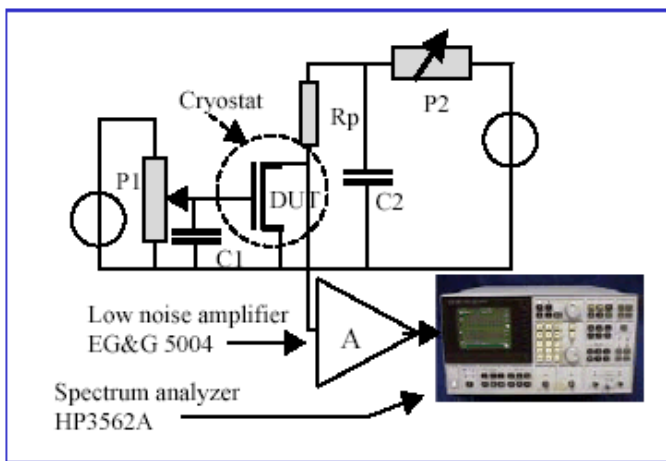 P2
Cryostat
Rp
P1
DUT
C2
C1
Low noise amplifier
EG&G 5004
A
Spectrum analyzer
HP3562A